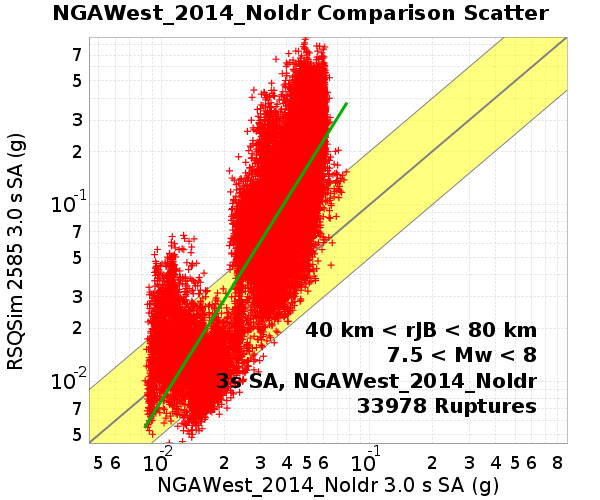 NGAWest_2014_NoIdr Comparison Scatter
RSQSim 2585 3.0 s SA (g)
7
5
3
2
10-1
7
5
3
2
10-2
7
5
40 km < rJB < 80 km
7.5 < Mw < 8
3s SA, NGAWest_2014_NoIdr
33978 Ruptures
5 6 10-2 2 3 4 5 6 10-1 2 3 4 5 6 8
NGAWest_2014_NoIdr 3.0 s SA (g)